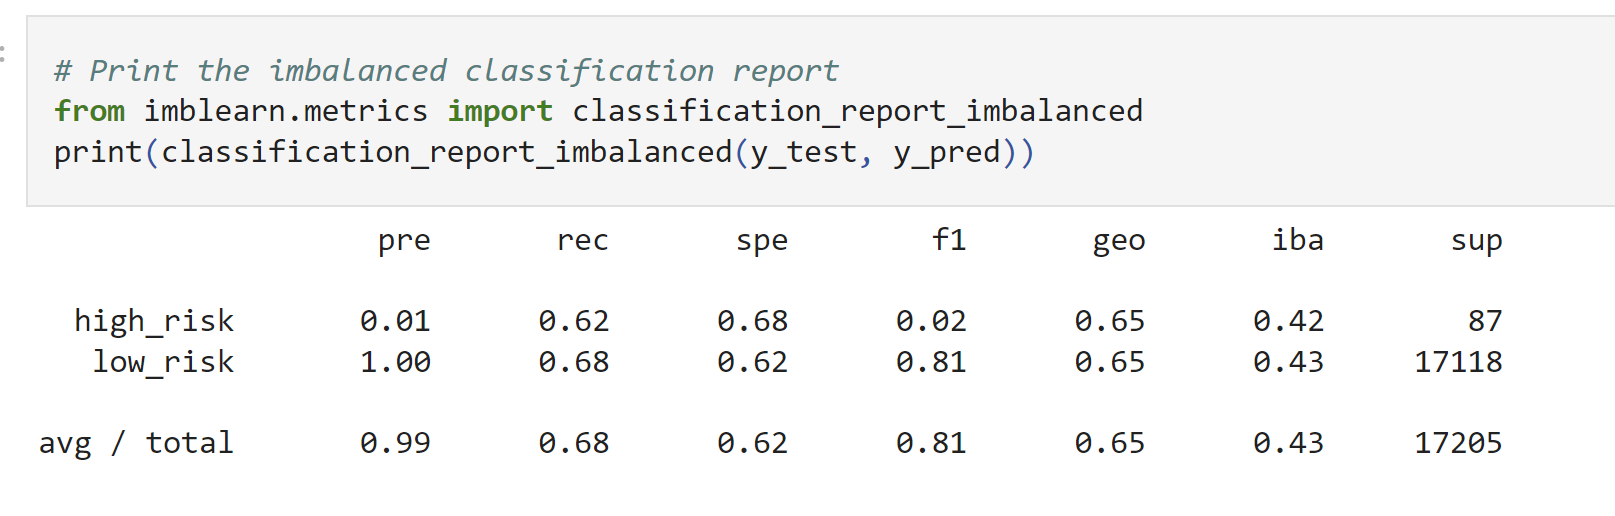 :
# Print the imbalanced classification report
from imblearn.metrics import classification_report_imbalanced
print(classification_report_imbalanced(y_test, y_pred))
pre rec spe f1 geo iba sup
high_risk 0.01 0.62 0.68 0.02 0.65 0.42 87
low_risk 1.00 0.68 0.62 0.81 0.65 0.43 17118
avg / total 0.99 0.68 0.62 0.81 0.65 0.43 17205